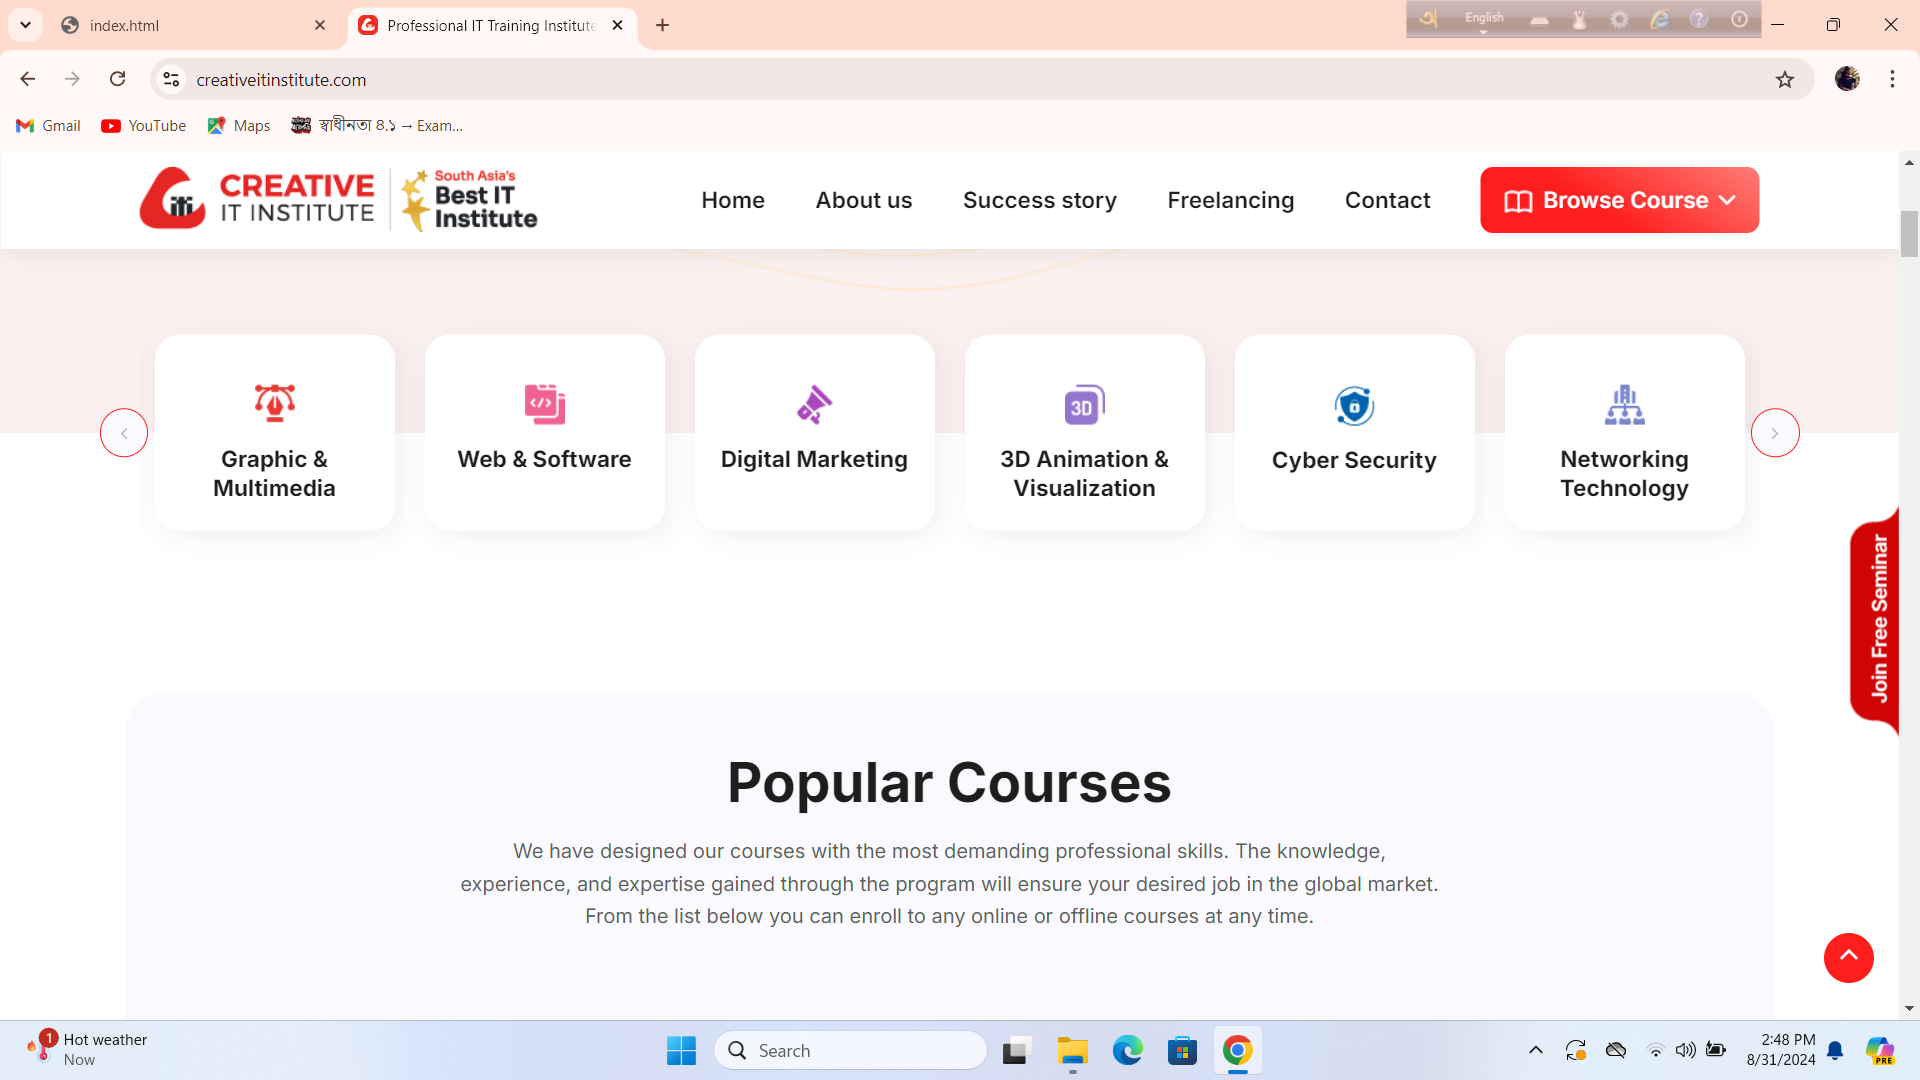 index.html
Professional IT Training Institute
English
creativeitinstitute.com
Gmail
YouTube
Maps
স্বাধীনতা ৪.১ → Exam...
CREATIVE
IT INSTITUTE
South Asia's
Best IT
Institute
Home
About us
Success story
Freelancing
Contact
Browse Course
Graphic &
Multimedia
Web & Software
Digital Marketing
3D
3D Animation &
Visualization
Cyber Security
Networking
Technology
Join Free Seminar
Popular Courses
We have designed our courses with the most demanding professional skills. The knowledge,
experience, and expertise gained through the program will ensure your desired job in the global market.
From the list below you can enroll to any online or offline courses at any time.
1
Hot weather
Now
Search
2:48 PM
8/31/2024
PRE